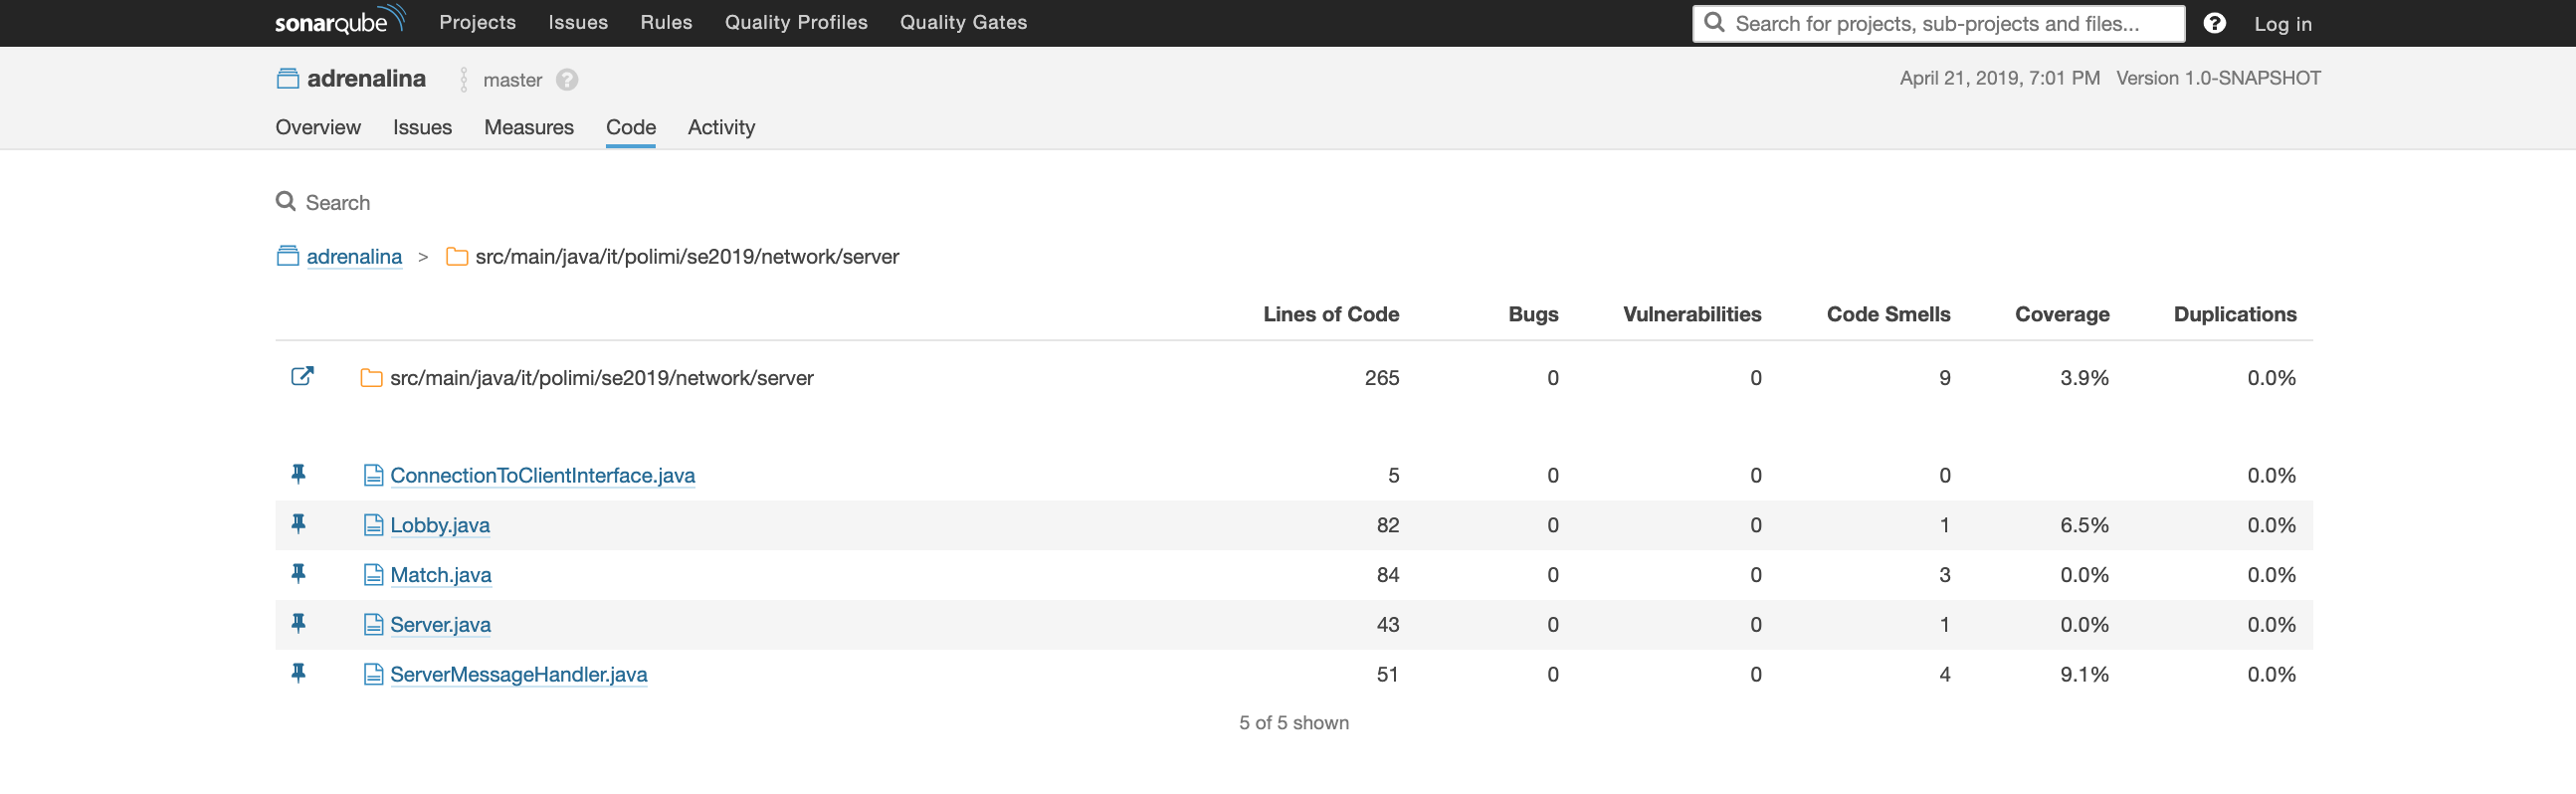 sonarqube Projects Issues Rules Quality Profiles Quality Gates Search for projects, sub-projects and files... ? Log in
adrenalina master ? April 21, 2019, 7:01 PM Version 1.0-SNAPSHOT
Overview Issues Measures Code Activity
Search
adrenalina > src/main/java/it/polimi/se2019/network/server
Lines of Code Bugs Vulnerabilities Code Smells Coverage Duplications
src/main/java/it/polimi/se2019/network/server 265 0 0 9 3.9% 0.0%
ConnectionToClientInterface.java 5 0 0 0 0.0%
Lobby.java 82 0 0 1 6.5% 0.0%
Match.java 84 0 0 3 0.0% 0.0%
Server.java 43 0 0 1 0.0% 0.0%
ServerMessageHandler.java 51 0 0 4 9.1% 0.0%
5 of 5 shown